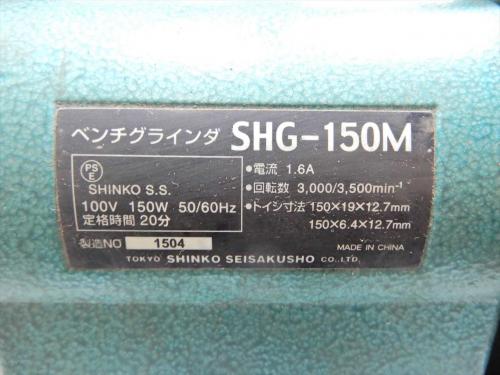 ベンチグラインダ SHG-150M
PS
E
SHINKO S.S.
100V 150W 50/60Hz
定格時間 20分
製造NO 1504
•電流 1.6A
•回転数 3,000/3,500min⁻¹
•トイシ寸法 150×19×12.7mm
150×6.4×12.7mm
MADE IN CHINA
TOKYO SHINKO SEISAKUSHO CO.,LTD.